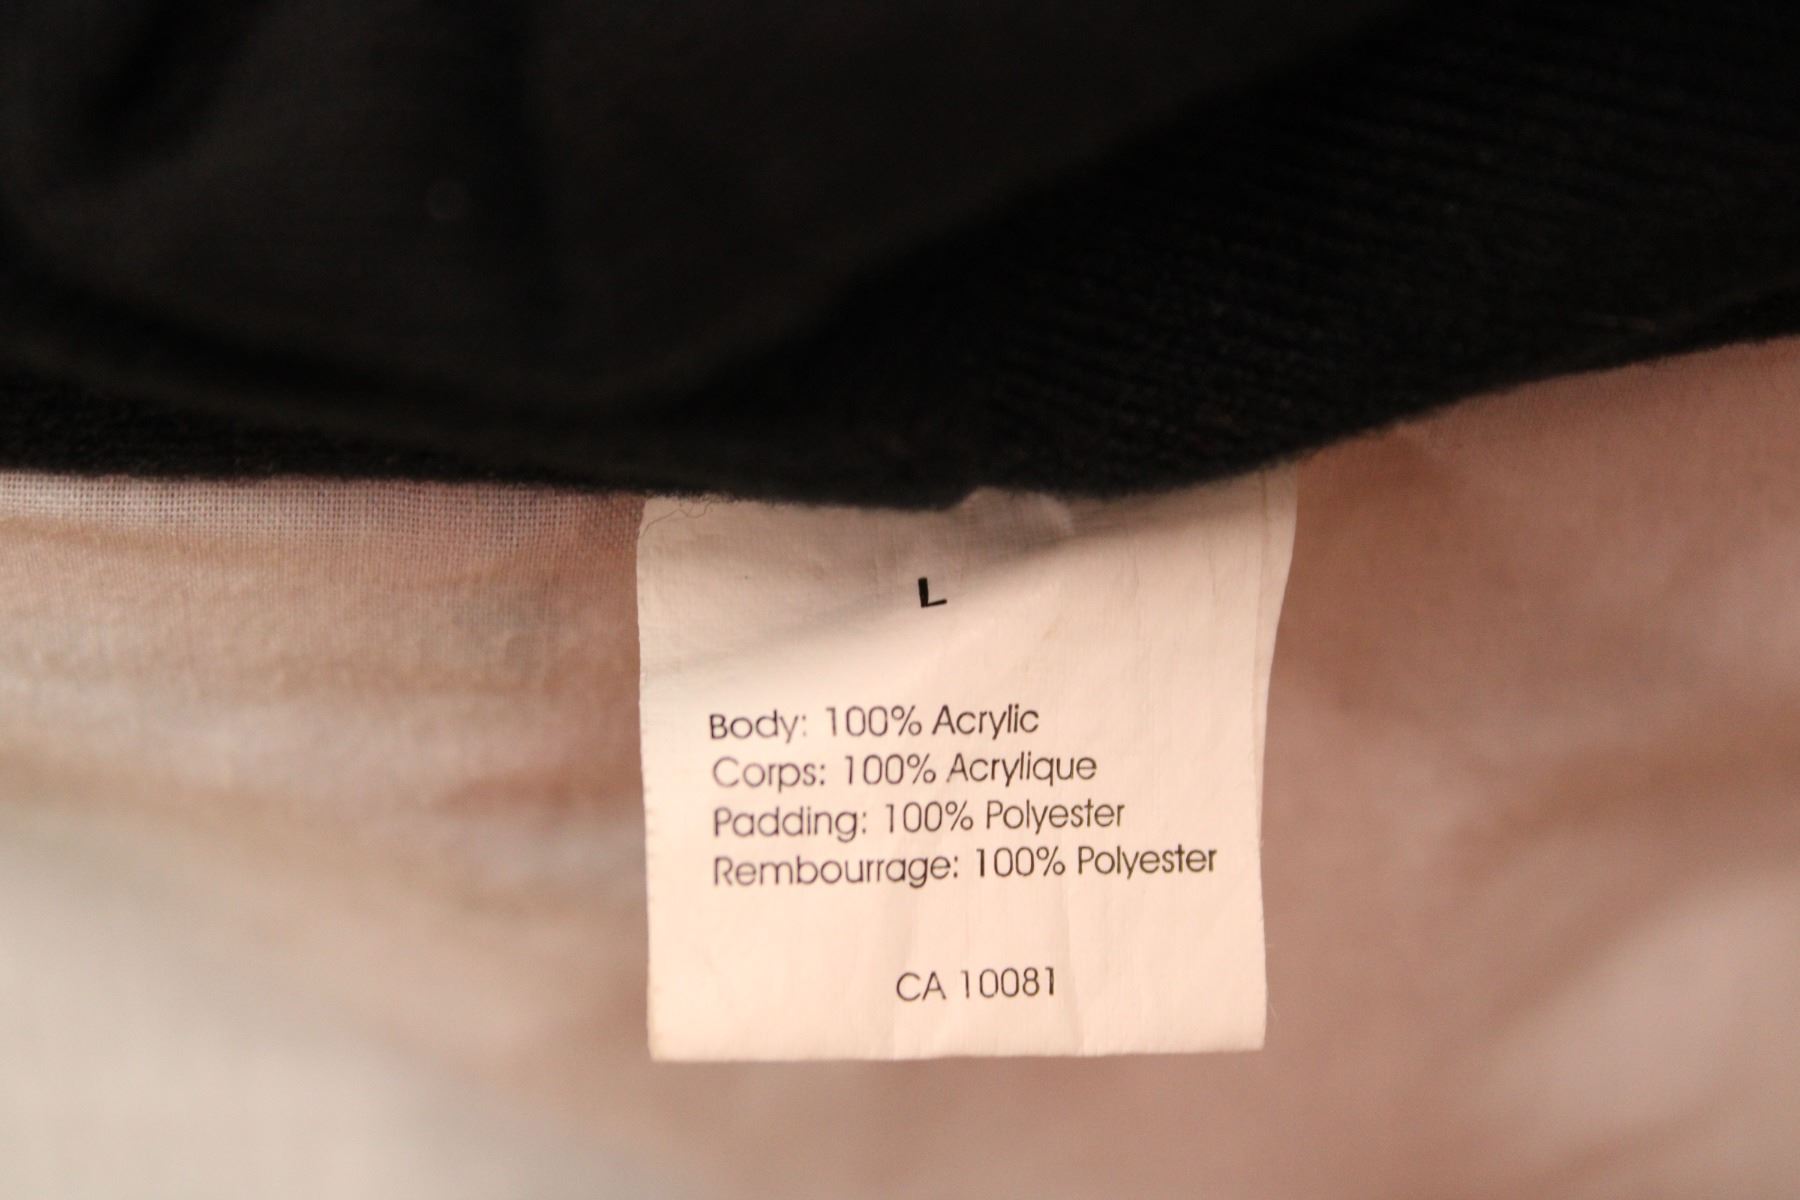 L
Body: 100% Acrylic
Corps: 100% Acrylique
Padding: 100% Polyester
Rembourrage: 100% Polyester
CA 10081